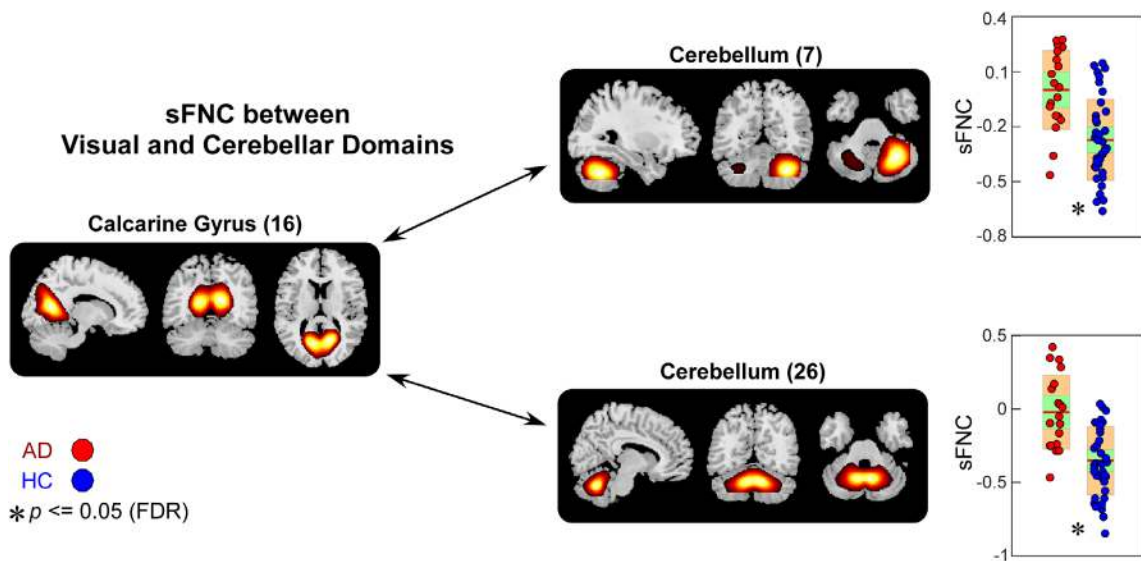 sFNC between
Visual and Cerebellar Domains
Calcarine Gyrus (16)
AD
HC
* p <= 0.05 (FDR)
Cerebellum (7)
sFNC
0.4
0.1
-0.2
-0.5
-0.8
*
Cerebellum (26)
sFNC
0.5
0
-0.5
-1
*